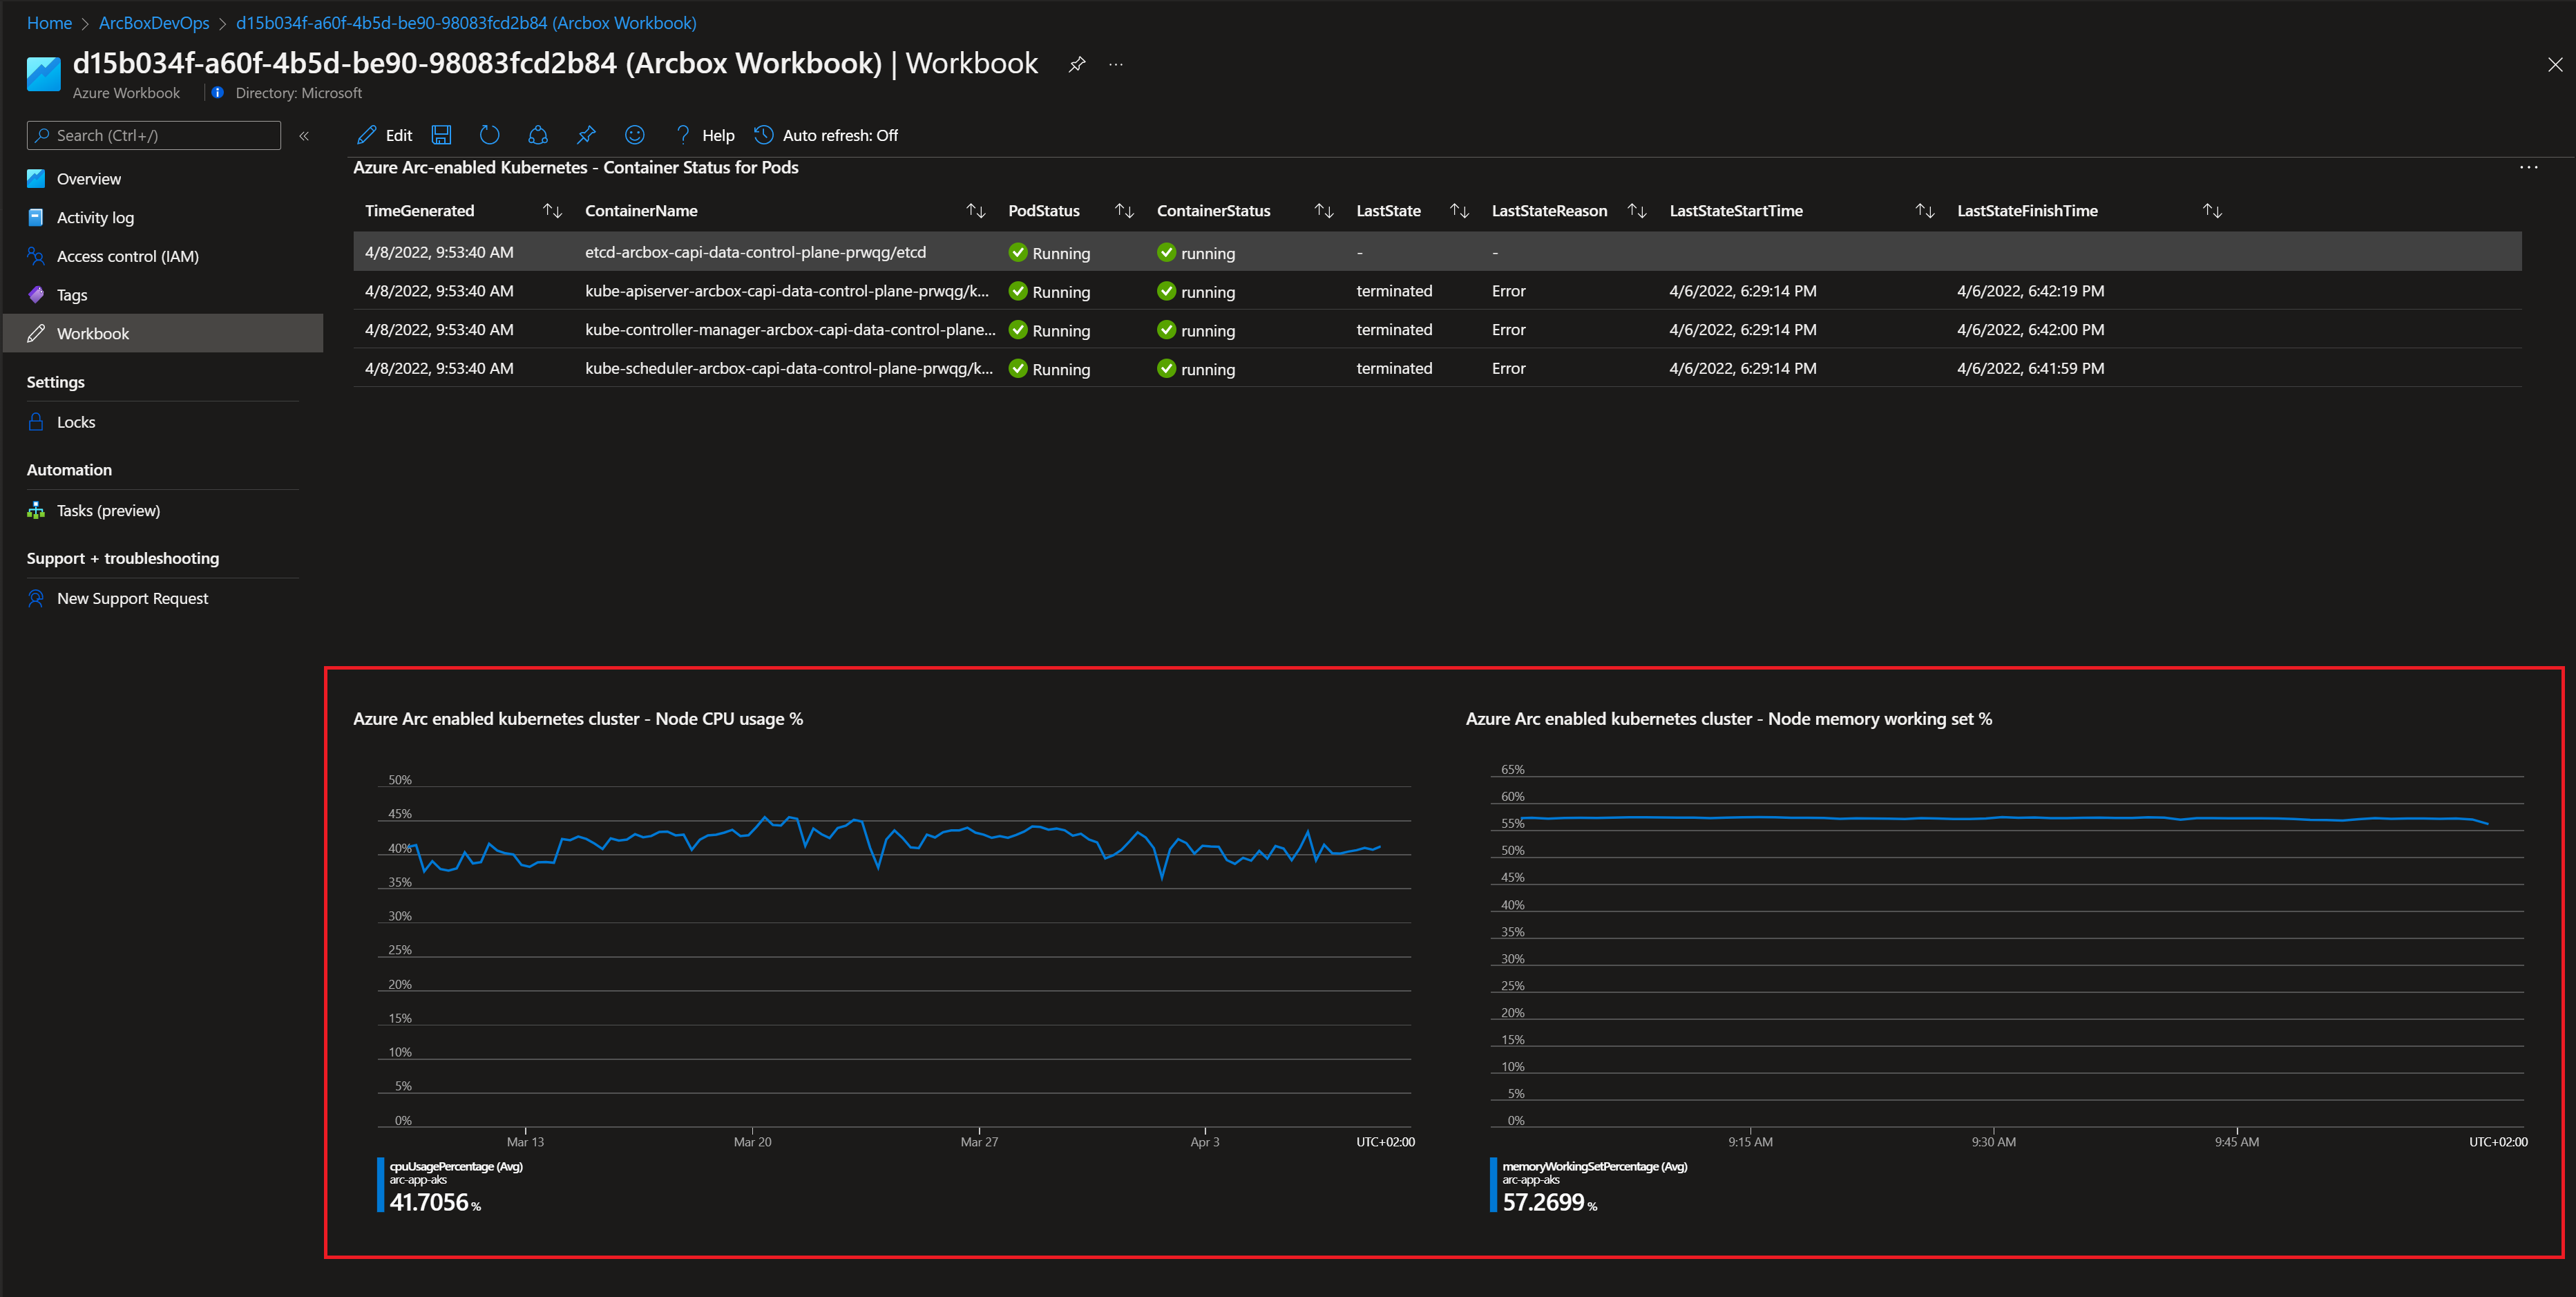 Home > ArcBoxDevOps > d15b034f-a60f-4b5d-be90-98083fcd2b84 (Arcbox Workbook)
d15b034f-a60f-4b5d-be90-98083fcd2b84 (Arcbox Workbook) | Workbook ...
Azure Workbook | Directory: Microsoft
Search (Ctrl+/) «
Edit Help Auto refresh: Off
Overview
Activity log
Access control (IAM)
Tags
Workbook
Settings
Locks
Automation
Tasks (preview)
Support + troubleshooting
New Support Request
Azure Arc-enabled Kubernetes - Container Status for Pods ...
TimeGenerated ↑↓ ContainerName ↑↓ PodStatus ↑↓ ContainerStatus ↑↓ LastState ↑↓ LastStateReason ↑↓ LastStateStartTime ↑↓ LastStateFinishTime ↑↓
4/8/2022, 9:53:40 AM etcd-arcbox-capi-data-control-plane-prwqg/etcd Running running - -
4/8/2022, 9:53:40 AM kube-apiserver-arcbox-capi-data-control-plane-prwqg/k... Running running terminated Error 4/6/2022, 6:29:14 PM 4/6/2022, 6:42:19 PM
4/8/2022, 9:53:40 AM kube-controller-manager-arcbox-capi-data-control-plane... Running running terminated Error 4/6/2022, 6:29:14 PM 4/6/2022, 6:42:00 PM
4/8/2022, 9:53:40 AM kube-scheduler-arcbox-capi-data-control-plane-prwqg/k... Running running terminated Error 4/6/2022, 6:29:14 PM 4/6/2022, 6:41:59 PM
Azure Arc enabled kubernetes cluster - Node CPU usage %
50%
45%
40%
35%
30%
25%
20%
15%
10%
5%
0%
Mar 13 Mar 20 Mar 27 Apr 3 UTC+02:00
cpuUsagePercentage (Avg)
arc-app-aks
41.7056 %
Azure Arc enabled kubernetes cluster - Node memory working set %
65%
60%
55%
50%
45%
40%
35%
30%
25%
20%
15%
10%
5%
0%
9:15 AM 9:30 AM 9:45 AM UTC+02:00
memoryWorkingSetPercentage (Avg)
arc-app-aks
57.2699 %